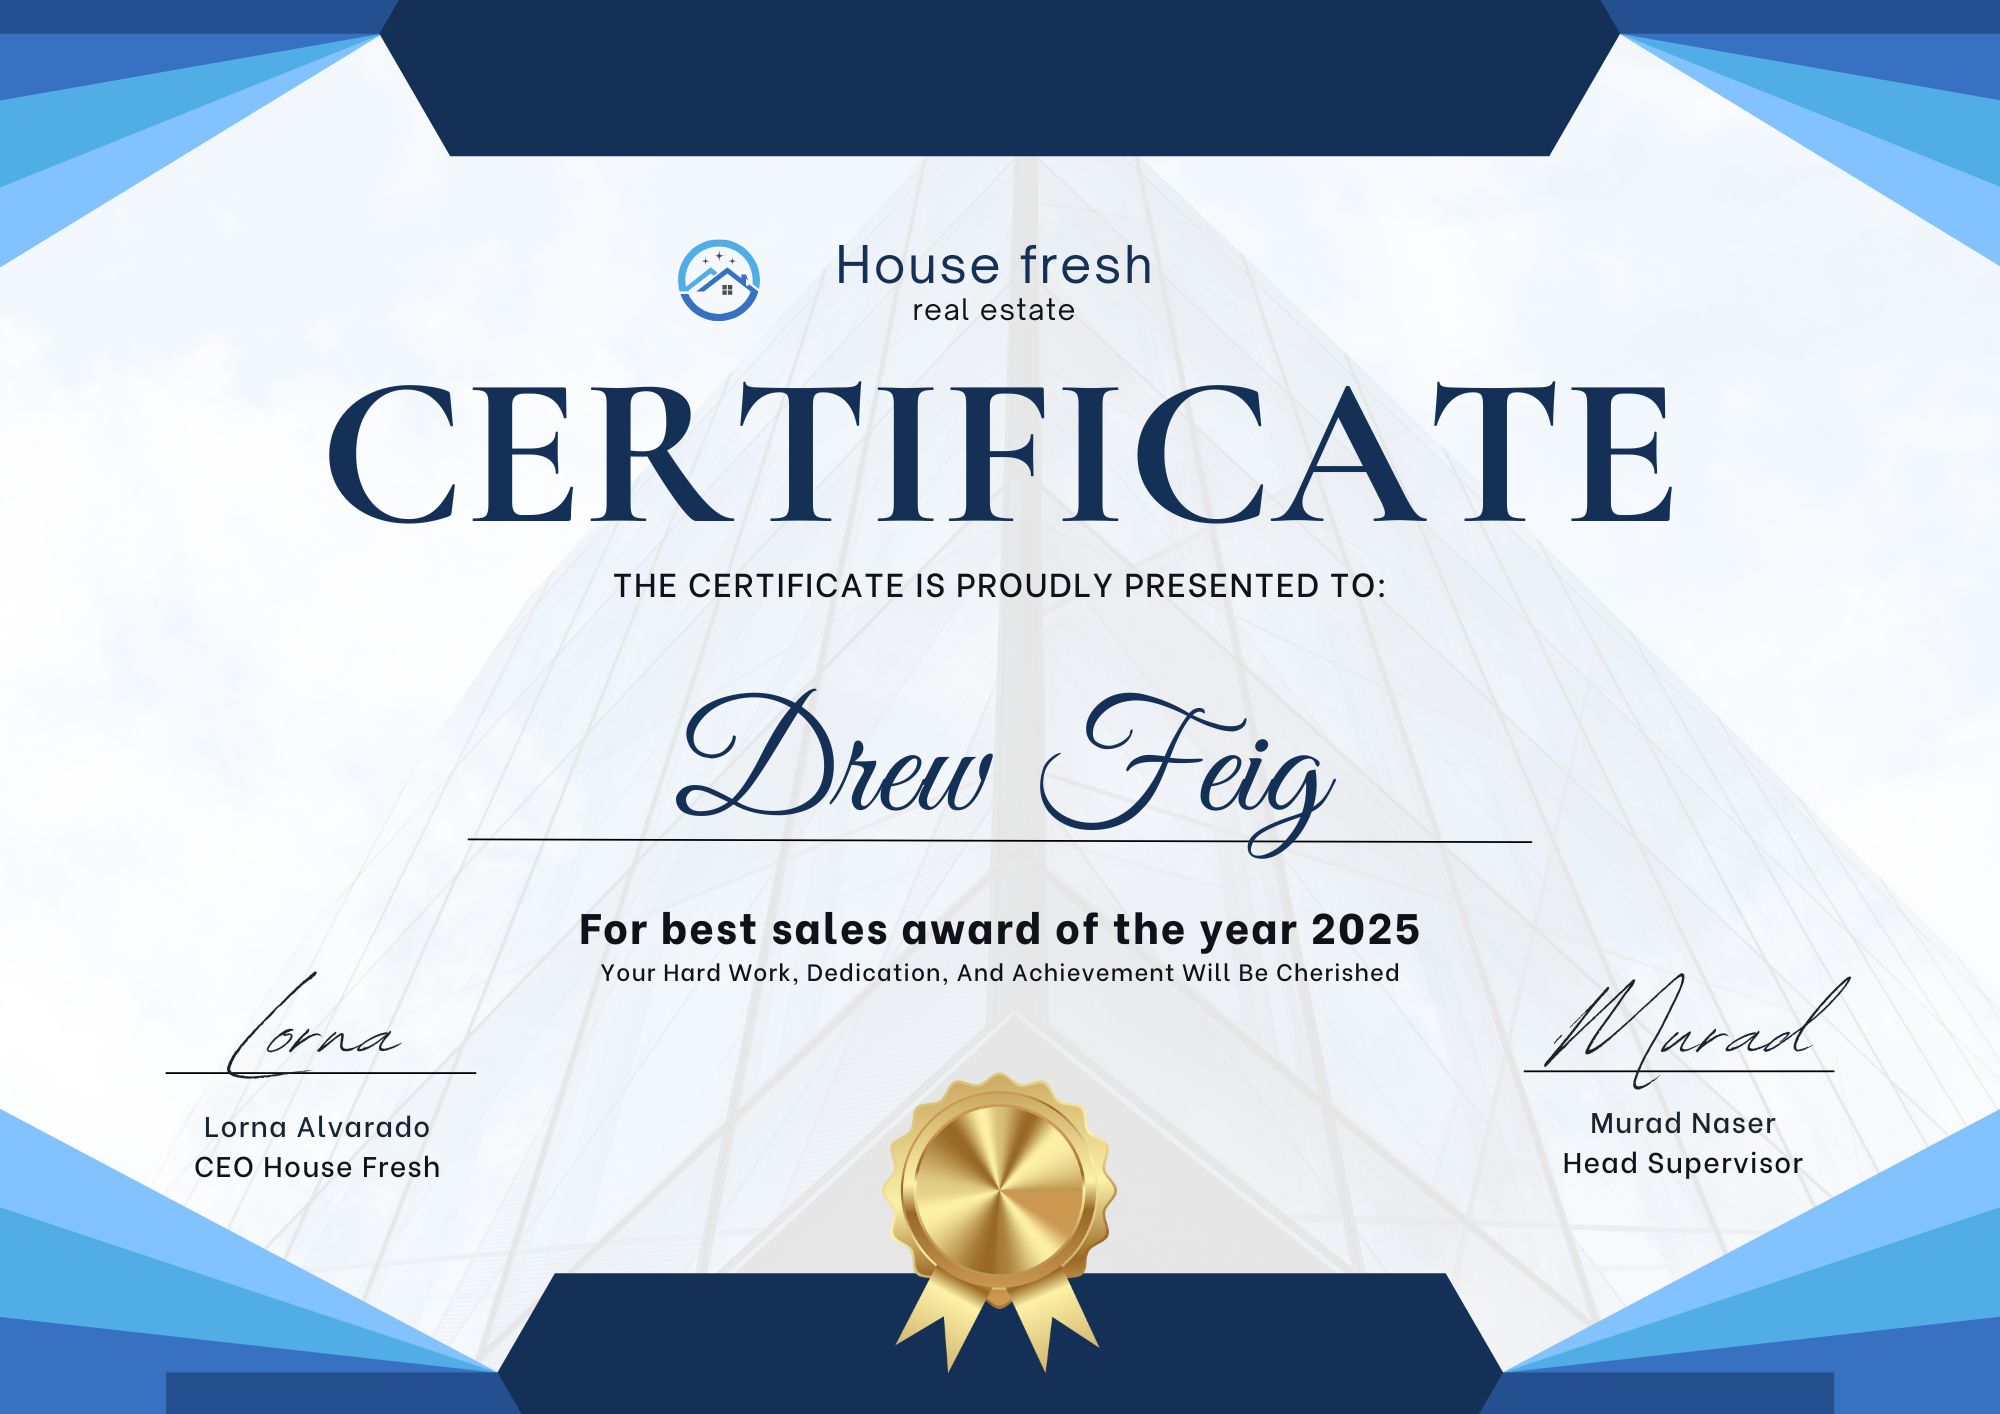 House fresh
real estate
CERTIFICATE
THE CERTIFICATE IS PROUDLY PRESENTED TO:
Drew Feig
For best sales award of the year 2025
Your Hard Work, Dedication, And Achievement Will Be Cherished
Lorna
Lorna Alvarado
CEO House Fresh
Murad
Murad Naser
Head Supervisor